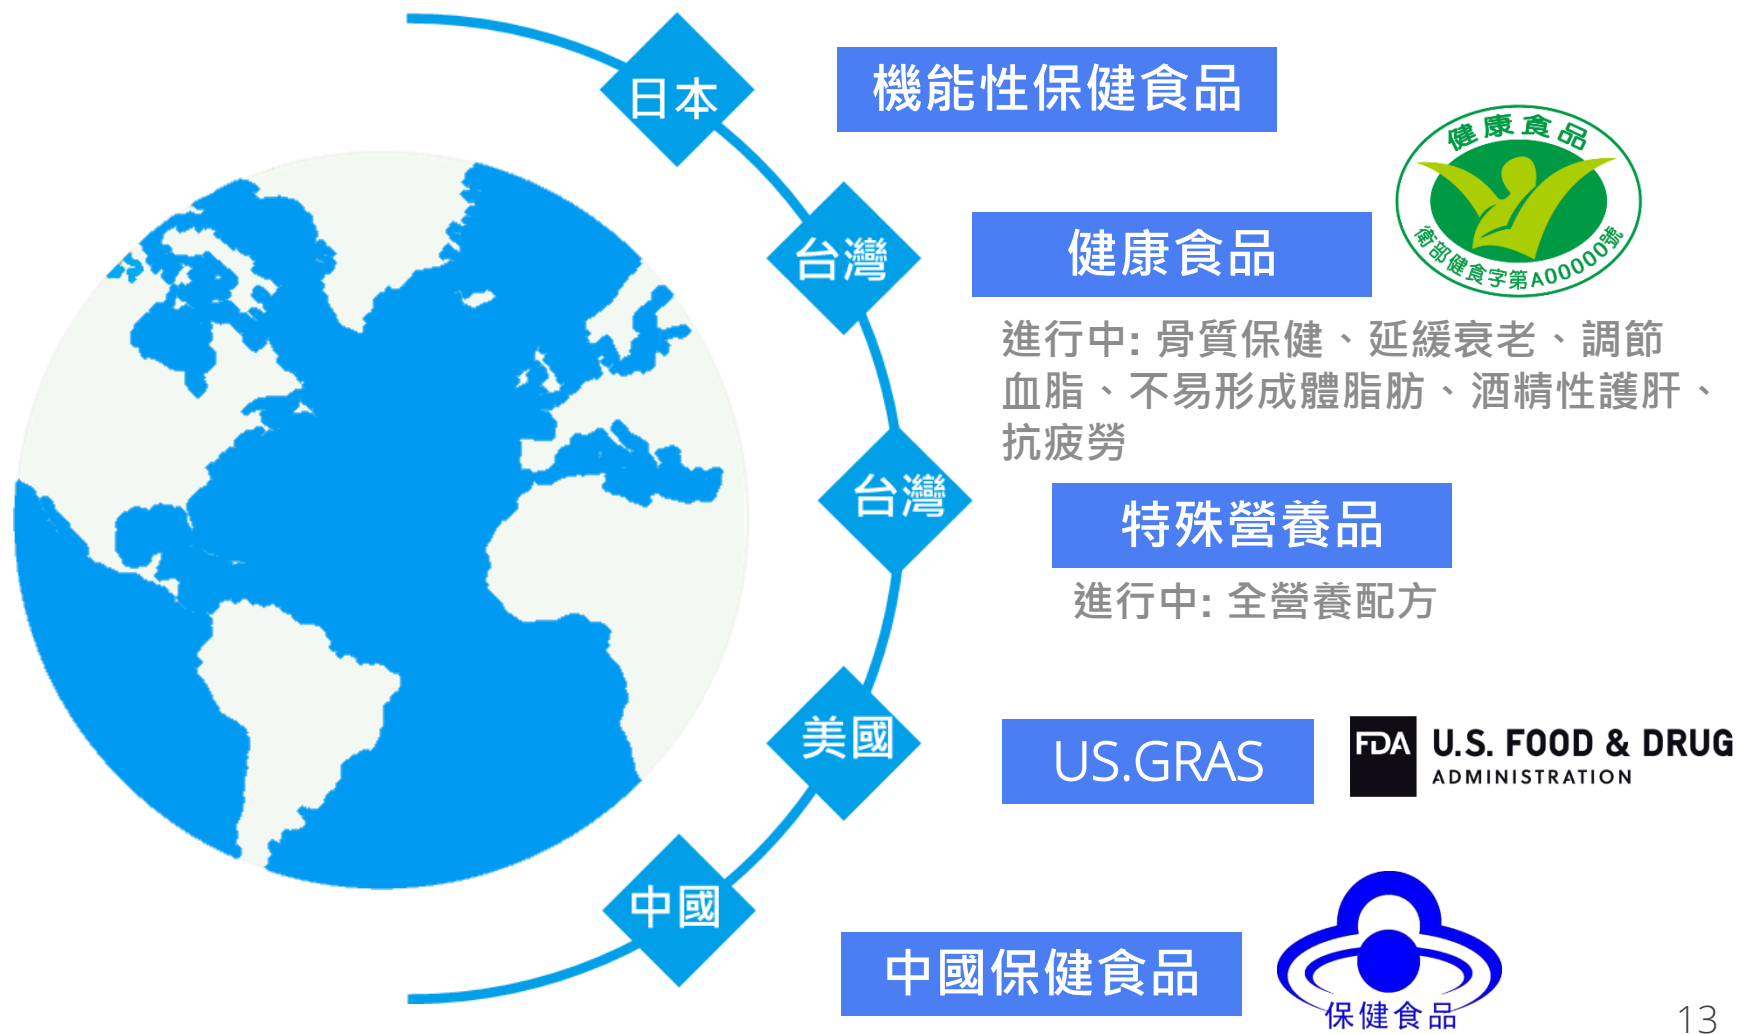 日本
機能性保健食品
健康食品
衛部健食字第A00000號
台灣
健康食品
進行中: 骨質保健、延緩衰老、調節
血脂、不易形成體脂肪、酒精性護肝、
抗疲勞
台灣
特殊營養品
進行中: 全營養配方
美國
US.GRAS
FDA
U.S. FOOD & DRUG
ADMINISTRATION
中國
中國保健食品
保健食品
13